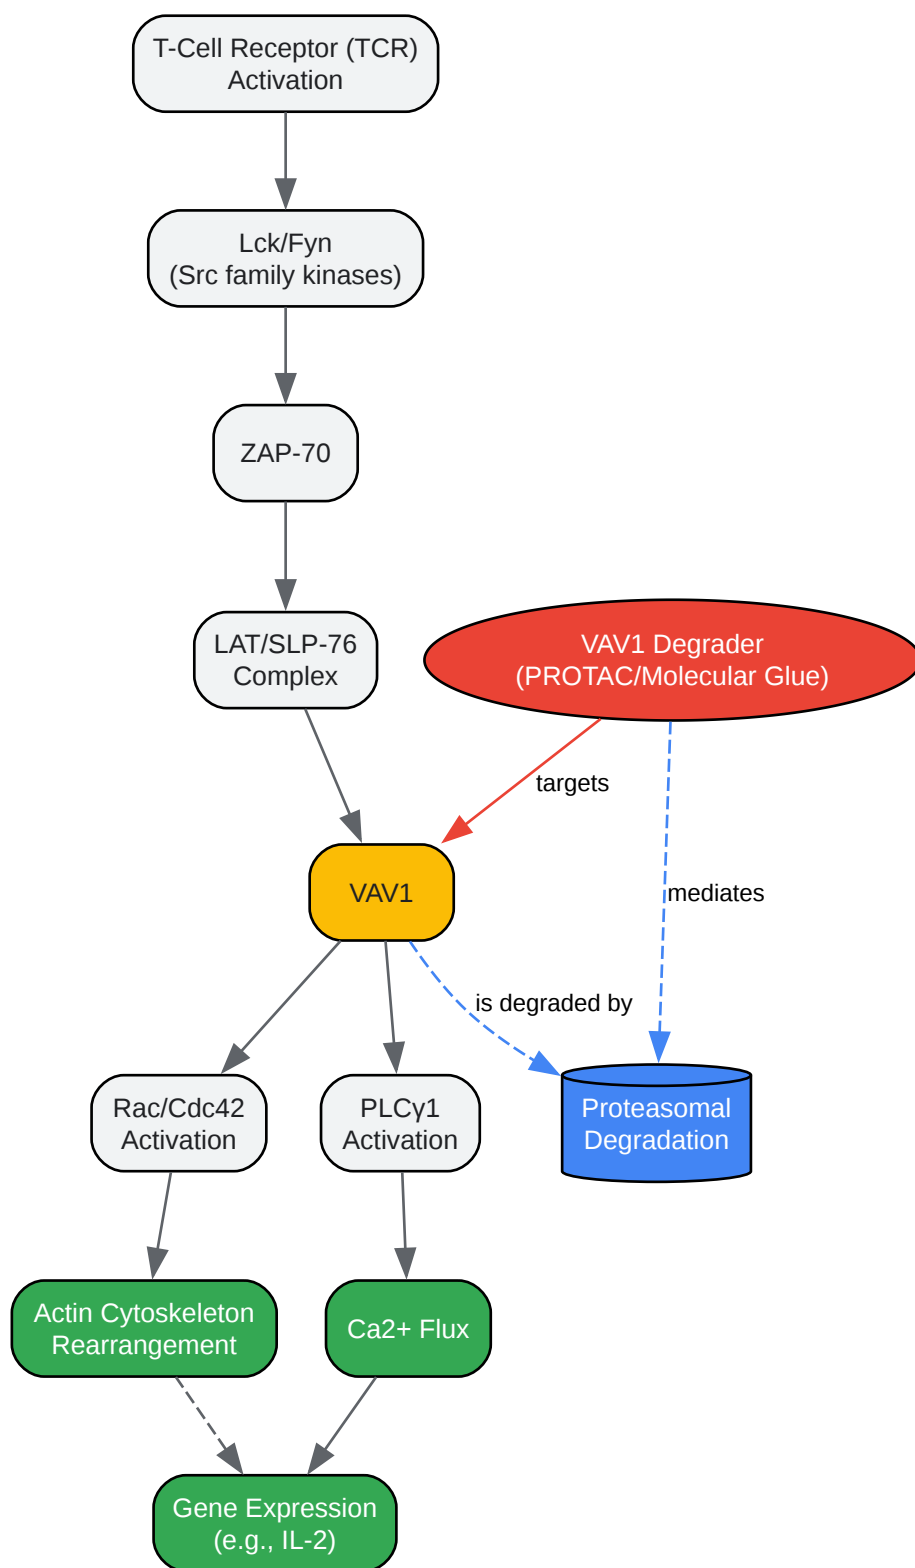 T-Cell Receptor (TCR)
Activation
Lck/Fyn
(Src family kinases)
ZAP-70
LAT/SLP-76
Complex
VAV1 Degrader
(PROTAC/Molecular Glue)
targets
VAV1
mediates
is degraded by
Rac/Cdc42
Activation
PLCγ1
Activation
Proteasomal
Degradation
Actin Cytoskeleton
Rearrangement
Ca2+ Flux
Gene Expression
(e.g., IL-2)